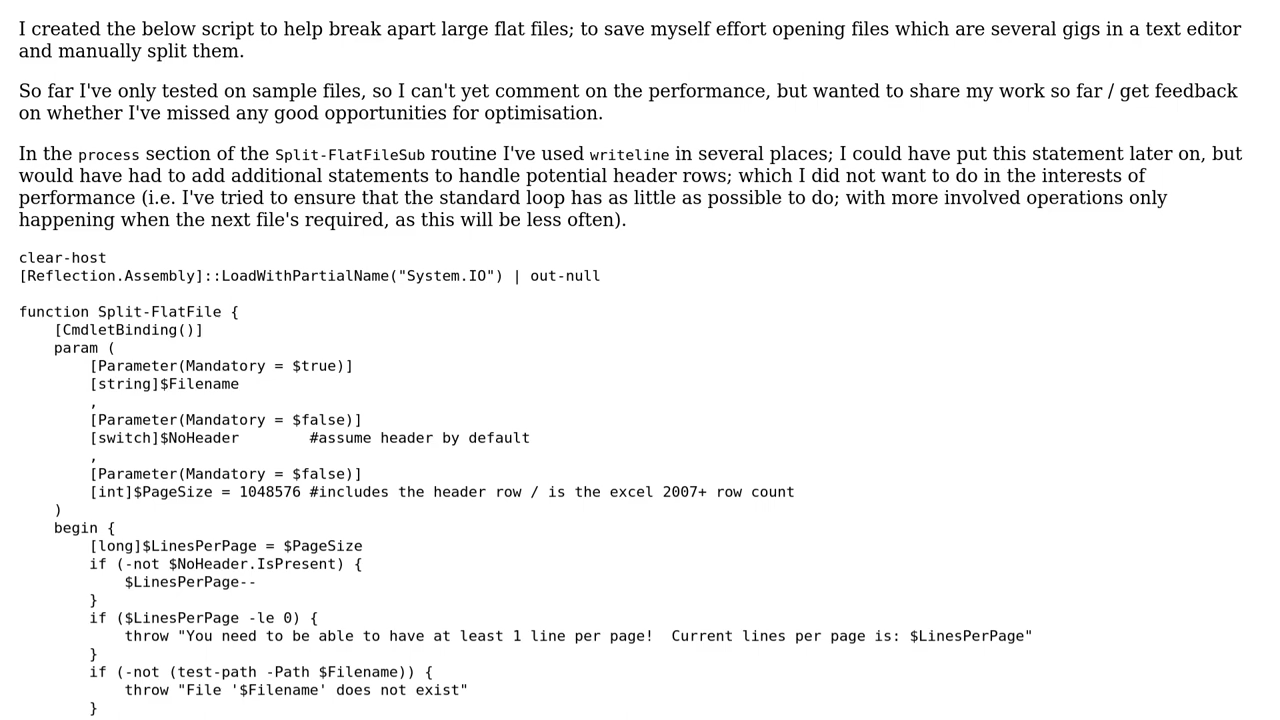 I created the below script to help break apart large flat files; to save myself effort opening files which are several gigs in a text editor
and manually split them.
So far I've only tested on sample files, so I can't yet comment on the performance, but wanted to share my work so far / get feedback
on whether I've missed any good opportunities for optimisation.
In the process section of the Split-FlatFileSub routine I've used writeline in several places; I could have put this statement later on, but
would have had to add additional statements to handle potential header rows; which I did not want to do in the interests of
performance (i.e. I've tried to ensure that the standard loop has as little as possible to do; with more involved operations only
happening when the next file's required, as this will be less often).
clear-host
[Reflection.Assembly]::LoadWithPartialName("System.IO") | out-null
function Split-FlatFile {
    [CmdletBinding()]
    param (
        [Parameter(Mandatory = $true)]
        [string]$Filename
        ,
        [Parameter(Mandatory = $false)]
        [switch]$NoHeader        #assume header by default
        ,
        [Parameter(Mandatory = $false)]
        [int]$PageSize = 1048576 #includes the header row / is the excel 2007+ row count
    )
    begin {
        [long]$LinesPerPage = $PageSize
        if (-not $NoHeader.IsPresent) {
            $LinesPerPage--
        }
        if ($LinesPerPage -le 0) {
            throw "You need to be able to have at least 1 line per page!  Current lines per page is: $LinesPerPage"
        }
        if (-not (test-path -Path $Filename)) {
            throw "File '$Filename' does not exist"
        }